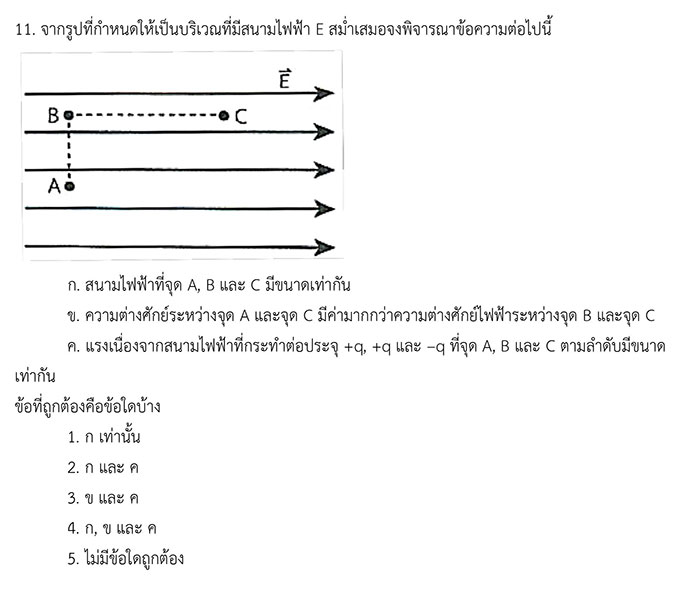 11. จากรูปที่กำหนดให้เป็นบริเวณที่มีสนามไฟฟ้า E สม่ำเสมอจงพิจารณาข้อความต่อไปนี้
E
B C
A
ก. สนามไฟฟ้าที่จุด A, B และ C มีขนาดเท่ากัน
ข. ความต่างศักย์ระหว่างจุด A และจุด C มีค่ามากกว่าความต่างศักย์ไฟฟ้าระหว่างจุด B และจุด C
ค. แรงเนื่องจากสนามไฟฟ้าที่กระทำต่อประจุ +q, +q และ –q ที่จุด A, B และ C ตามลำดับมีขนาด
เท่ากัน
ข้อที่ถูกต้องคือข้อใดบ้าง
1. ก เท่านั้น
2. ก และ ค
3. ข และ ค
4. ก, ข และ ค
5. ไม่มีข้อใดถูกต้อง